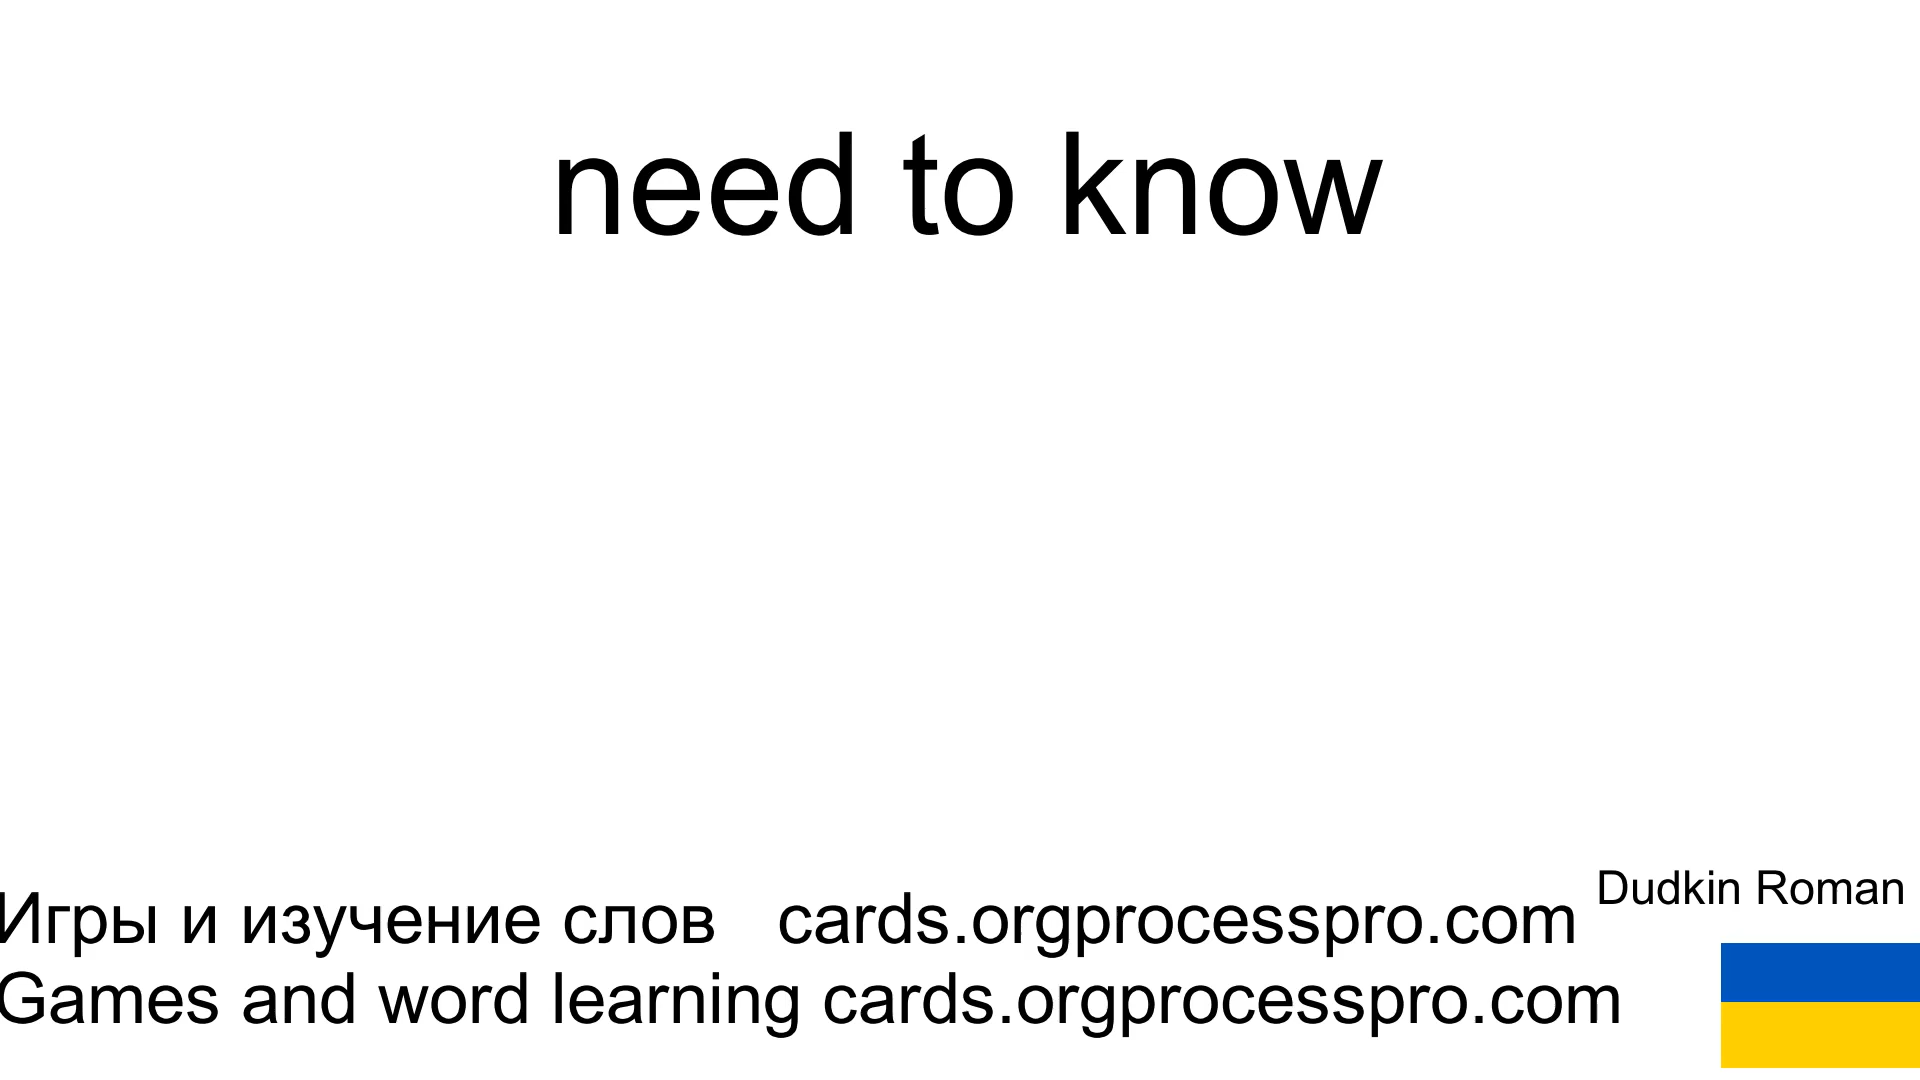 need to know
Dudkin Roman
Игры и изучение слов cards.orgprocesspro.com
Games and word learning cards.orgprocesspro.com